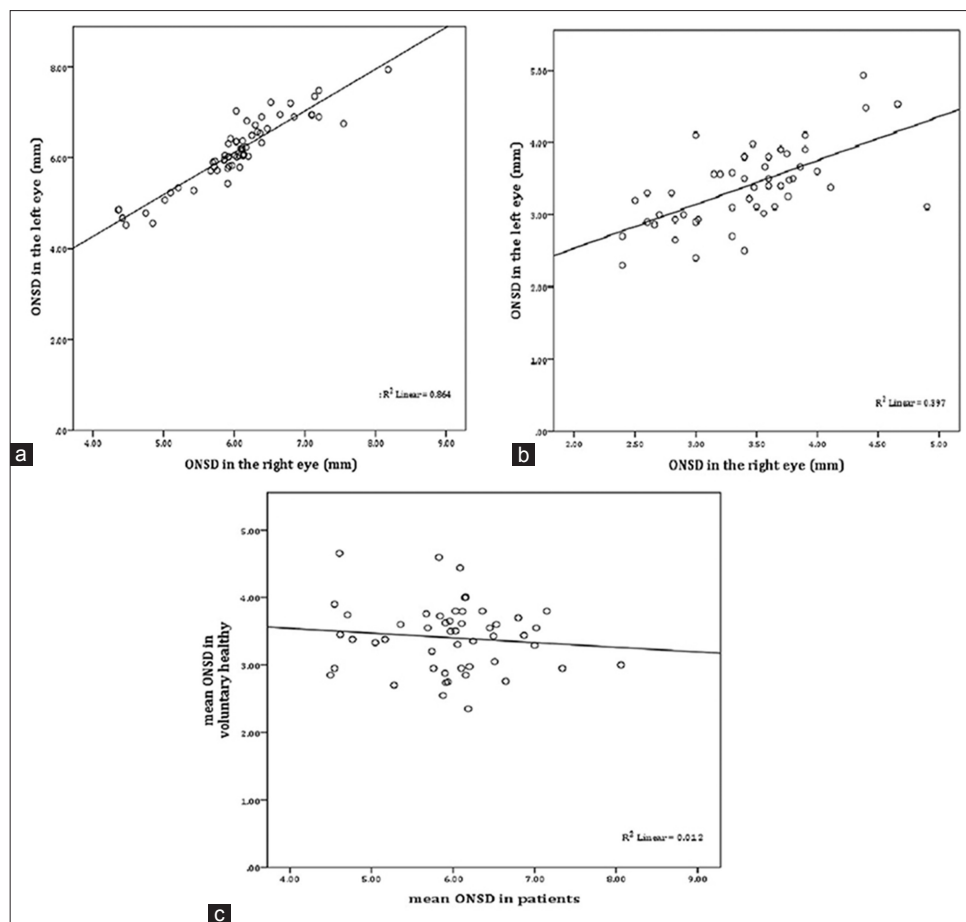 8.00
6.00
4.00
2.00
.00
ONSD in the left eye (mm)
: R² Linear = 0.864
4.00 5.00 6.00 7.00 8.00 9.00
ONSD in the right eye (mm)
a
5.00
4.00
3.00
2.00
1.00
.00
ONSD in the left eye (mm)
R² Linear = 0.397
2.00 2.50 3.00 3.50 4.00 4.50 5.00
ONSD in the right eye (mm)
b
5.00
4.00
3.00
2.00
1.00
.00
mean ONSD in
voluntary healthy
R² Linear = 0.012
4.00 5.00 6.00 7.00 8.00 9.00
mean ONSD in patients
c